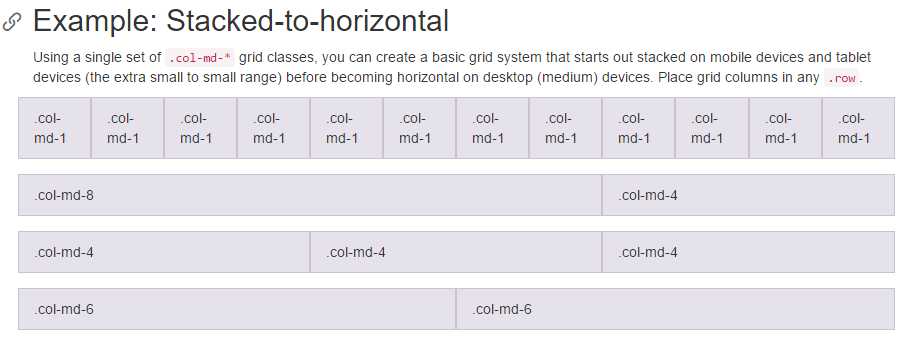 Example: Stacked-to-horizontal
Using a single set of .col-md-* grid classes, you can create a basic grid system that starts out stacked on mobile devices and tablet
devices (the extra small to small range) before becoming horizontal on desktop (medium) devices. Place grid columns in any .row.
.col- .col- .col- .col- .col- .col- .col- .col- .col- .col- .col- .col-
md-1 md-1 md-1 md-1 md-1 md-1 md-1 md-1 md-1 md-1 md-1 md-1
.col-md-8 .col-md-4
.col-md-4 .col-md-4 .col-md-4
.col-md-6 .col-md-6